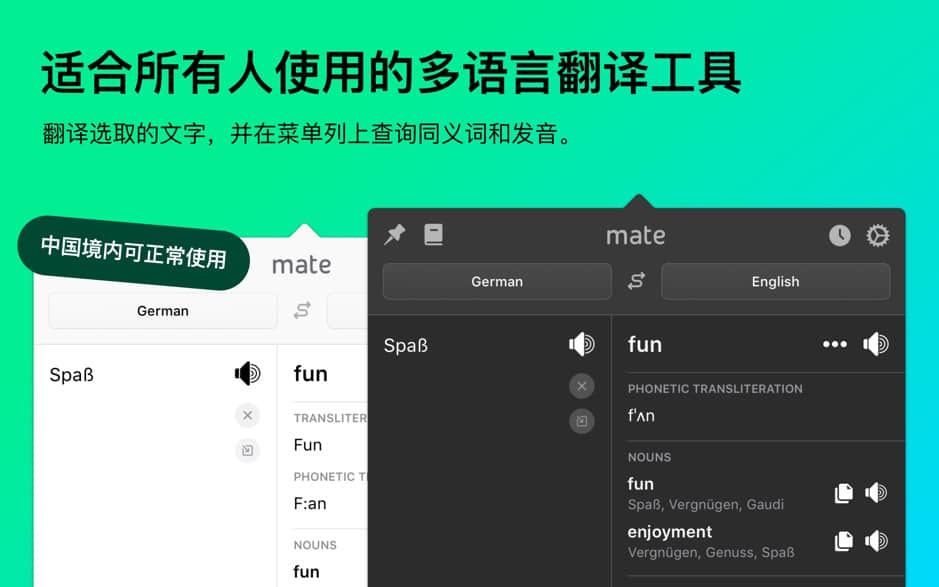 适合所有人使用的多语言翻译工具
翻译选取的文字，并在菜单列上查询同义词和发音。
中国境内可正常使用
mate
German
Spaß
fun
TRANSLITER
Fun
PHONETIC T
F:an
NOUNS
fun
mate
German
English
Spaß
fun
PHONETIC TRANSLITERATION
f'ʌn
NOUNS
fun
Spaß, Vergnügen, Gaudi
enjoyment
Vergnügen, Genuss, Spaß